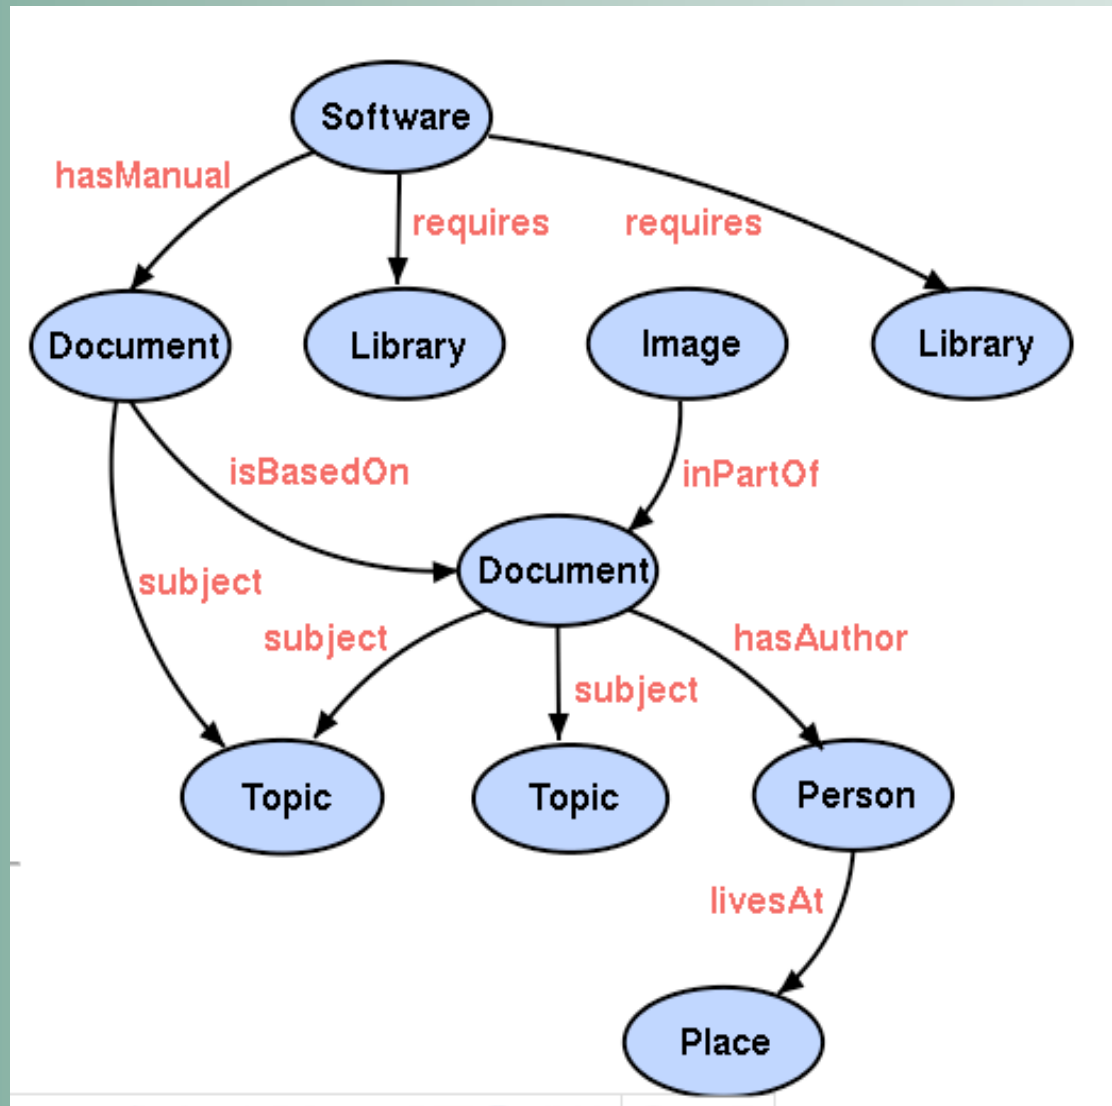 Software
hasManual
requires
requires
Document
Library
Image
Library
isBasedOn
inPartOf
Document
subject
subject
hasAuthor
subject
Topic
Topic
Person
livesAt
Place